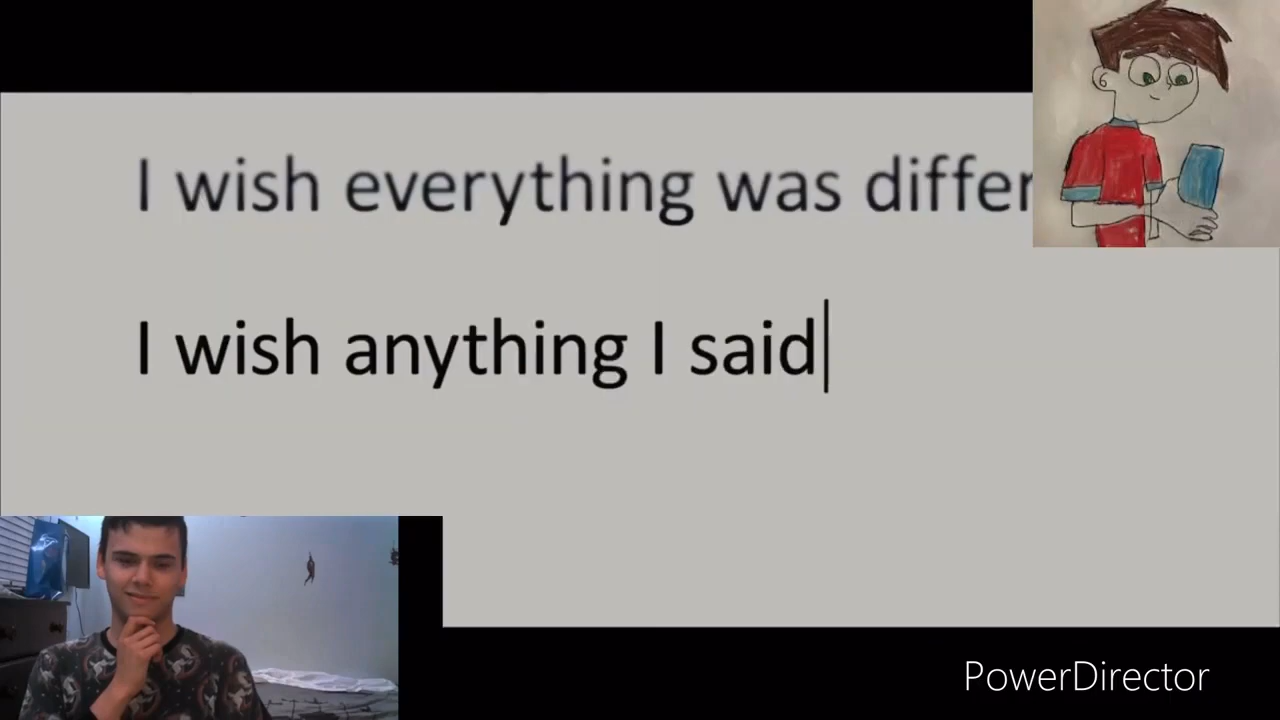 I wish everything was differ
I wish anything I said
PowerDirector